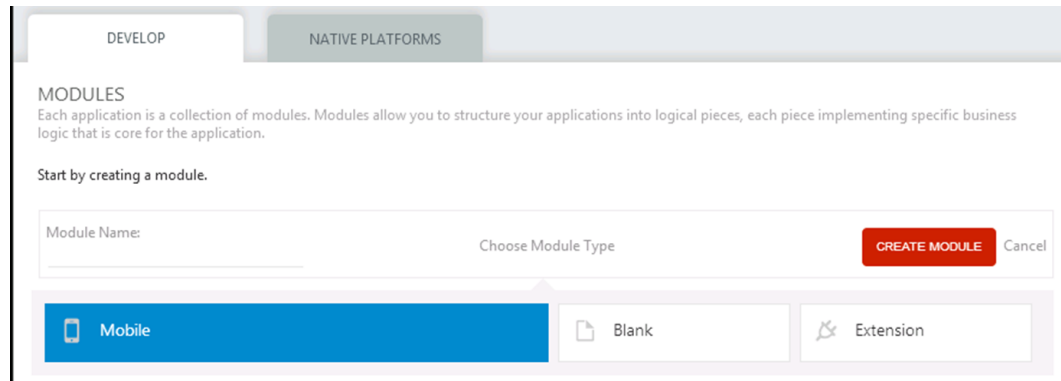 DEVELOP
NATIVE PLATFORMS
MODULES
Each application is a collection of modules. Modules allow you to structure your applications into logical pieces, each piece implementing specific business
logic that is core for the application.
Start by creating a module.
Module Name:
Choose Module Type
CREATE MODULE
Cancel
Mobile
Blank
Extension